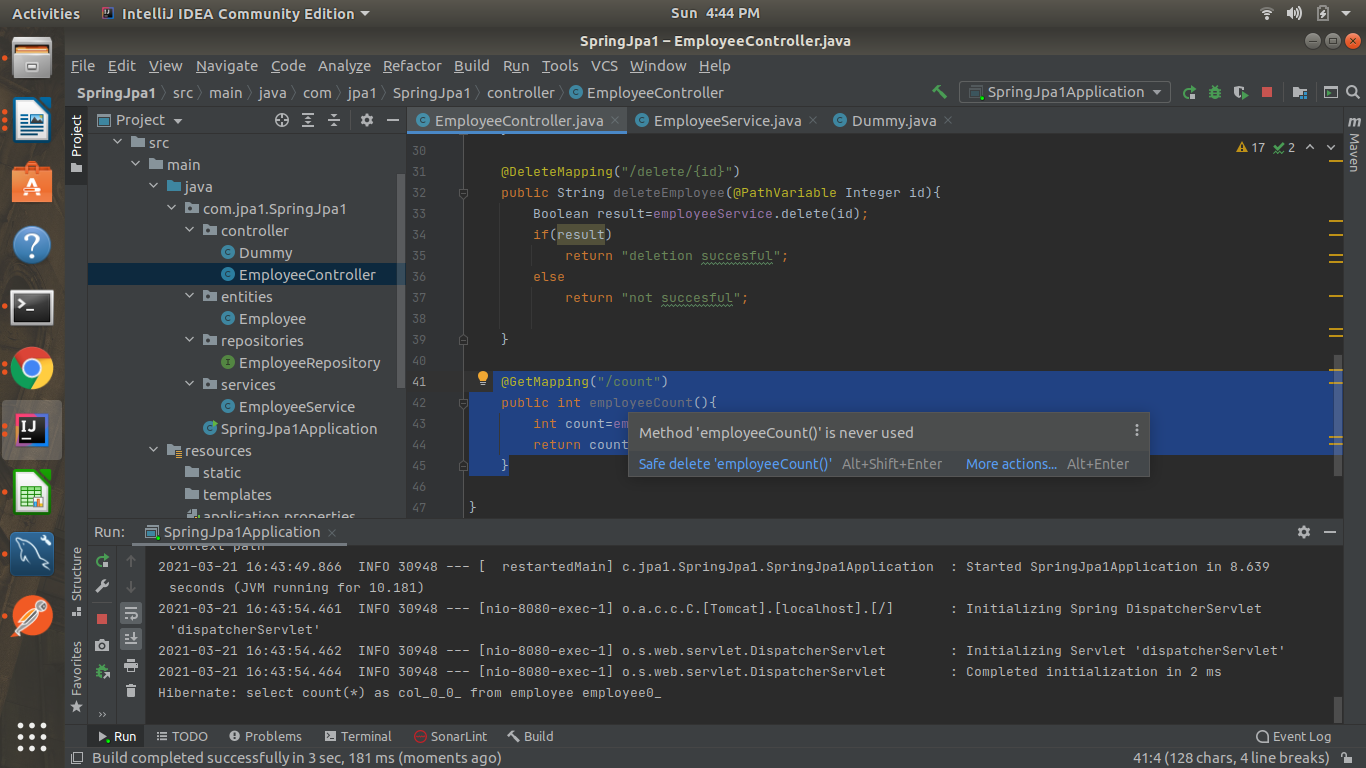 Activities IntelliJ IDEA Community Edition Sun 4:44 PM
SpringJpa1 – EmployeeController.java
File Edit View Navigate Code Analyze Refactor Build Run Tools VCS Window Help
SpringJpa1 src main java com jpa1 SpringJpa1 controller EmployeeController SpringJpa1Application
Project
EmployeeController.java EmployeeService.java Dummy.java
Project
Structure
Favorites
Maven
src
main
java
com.jpa1.SpringJpa1
controller
Dummy
EmployeeController
entities
Employee
repositories
EmployeeRepository
services
EmployeeService
SpringJpa1Application
resources
static
templates
application.properties
17 2
30
31 @DeleteMapping("/delete/{id}")
32 public String deleteEmployee(@PathVariable Integer id){
33 Boolean result=employeeService.delete(id);
34 if(result)
35 return "deletion succesful";
36 else
37 return "not succesful";
38
39 }
40
41 @GetMapping("/count")
42 public int employeeCount(){
43 int count=em
44 return count
45 }
46
47 }
Method 'employeeCount()' is never used
Safe delete 'employeeCount()' Alt+Shift+Enter More actions... Alt+Enter
Run: SpringJpa1Application
context path
2021-03-21 16:43:49.866 INFO 30948 --- [ restartedMain] c.jpa1.SpringJpa1.SpringJpa1Application : Started SpringJpa1Application in 8.639
seconds (JVM running for 10.181)
2021-03-21 16:43:54.461 INFO 30948 --- [nio-8080-exec-1] o.a.c.c.C.[Tomcat].[localhost].[/] : Initializing Spring DispatcherServlet
'dispatcherServlet'
2021-03-21 16:43:54.462 INFO 30948 --- [nio-8080-exec-1] o.s.web.servlet.DispatcherServlet : Initializing Servlet 'dispatcherServlet'
2021-03-21 16:43:54.464 INFO 30948 --- [nio-8080-exec-1] o.s.web.servlet.DispatcherServlet : Completed initialization in 2 ms
Hibernate: select count(*) as col_0_0_ from employee employee0_
Run TODO Problems Terminal SonarLint Build Event Log
Build completed successfully in 3 sec, 181 ms (moments ago) 41:4 (128 chars, 4 line breaks)